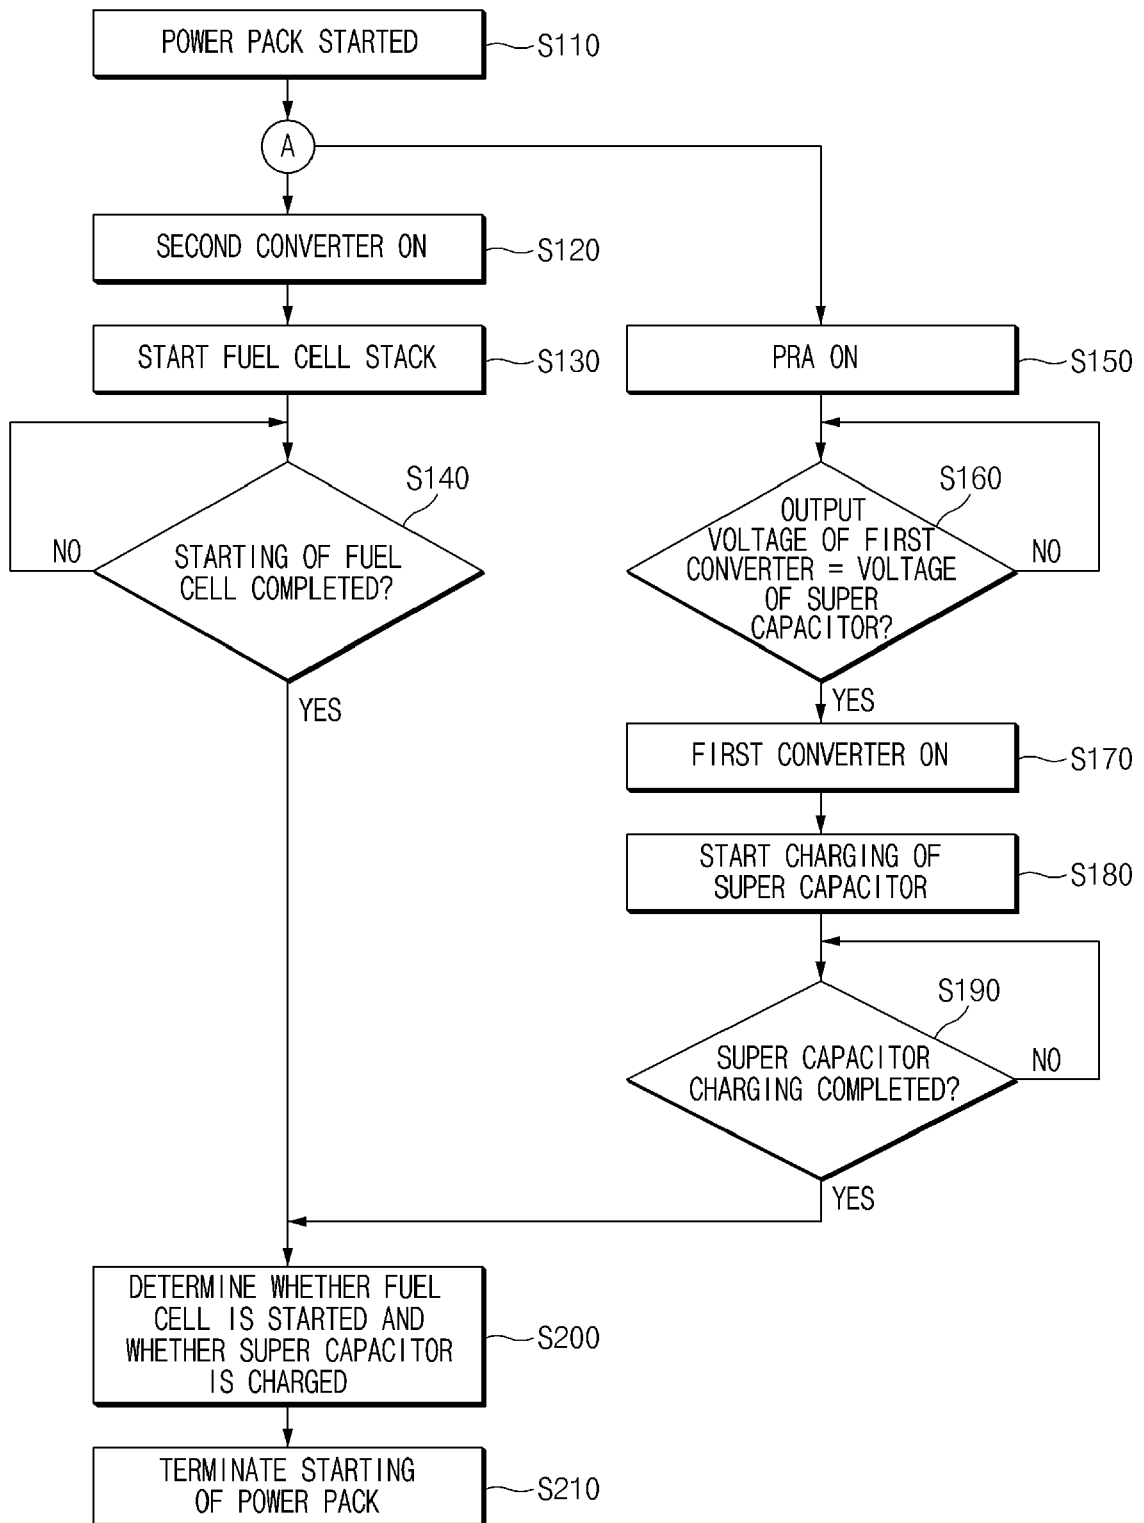 POWER PACK STARTED
S110
A
SECOND CONVERTER ON
S120
START FUEL CELL STACK
S130
S140
STARTING OF FUEL
CELL COMPLETED?
NO
YES
PRA ON
S150
S160
OUTPUT
VOLTAGE OF FIRST
CONVERTER = VOLTAGE
OF SUPER
CAPACITOR?
NO
YES
FIRST CONVERTER ON
S170
START CHARGING OF
SUPER CAPACITOR
S180
S190
SUPER CAPACITOR
CHARGING COMPLETED?
NO
YES
DETERMINE WHETHER FUEL
CELL IS STARTED AND
WHETHER SUPER CAPACITOR
IS CHARGED
S200
TERMINATE STARTING
OF POWER PACK
S210